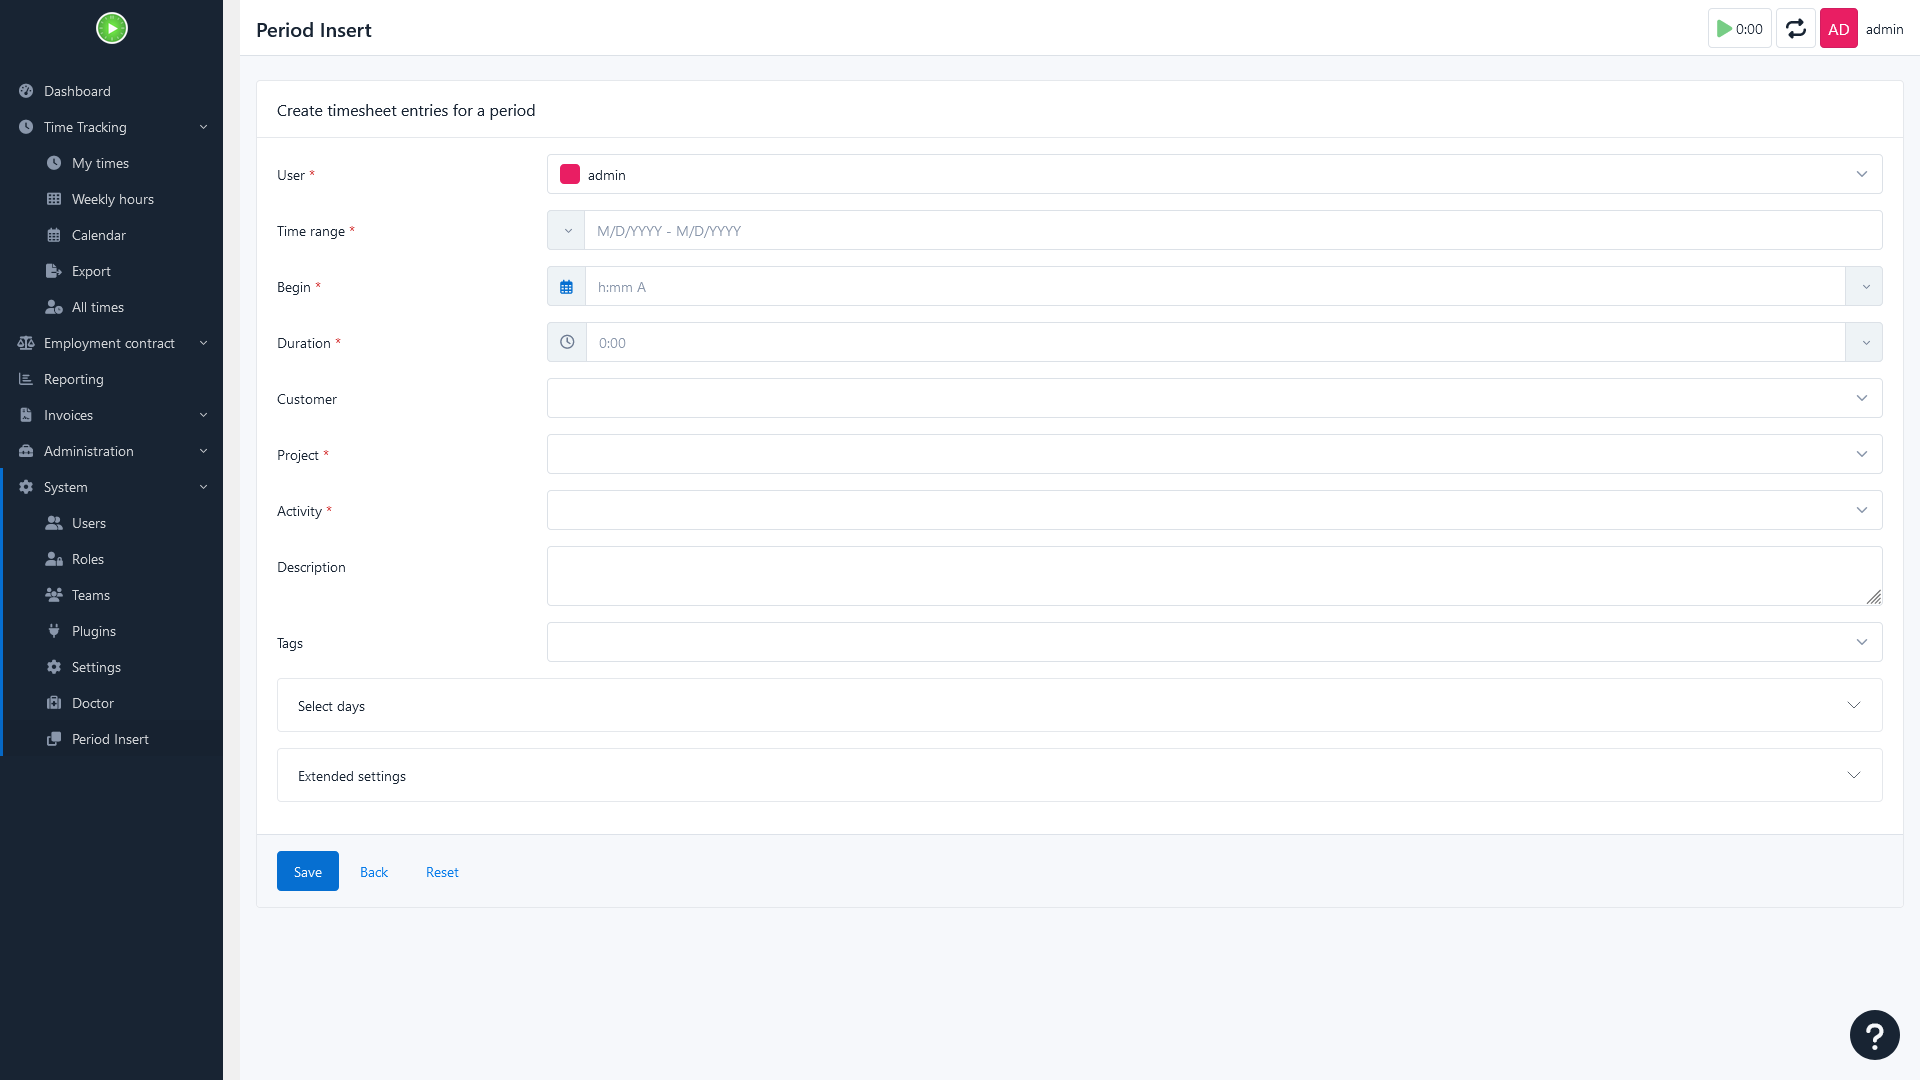 Period Insert
0:00
AD
admin
Dashboard
Time Tracking
My times
Weekly hours
Calendar
Export
All times
Employment contract
Reporting
Invoices
Administration
System
Users
Roles
Teams
Plugins
Settings
Doctor
Period Insert
Create timesheet entries for a period
User *
admin
Time range *
M/D/YYYY - M/D/YYYY
Begin *
h:mm A
Duration *
0:00
Customer
Project *
Activity *
Description
Tags
Select days
Extended settings
Save
Back
Reset
?